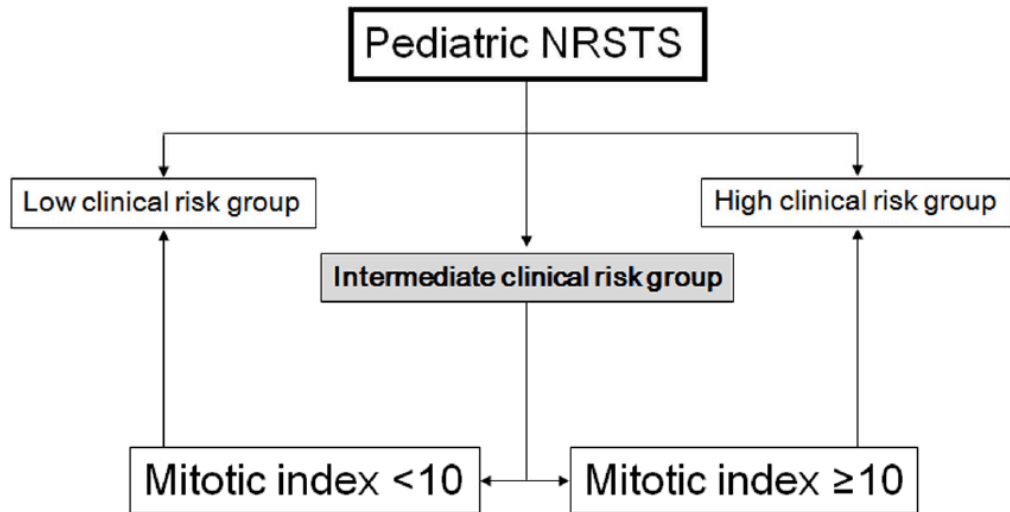 Pediatric NRSTS
Low clinical risk group
High clinical risk group
Intermediate clinical risk group
Mitotic index <10
Mitotic index ≥10